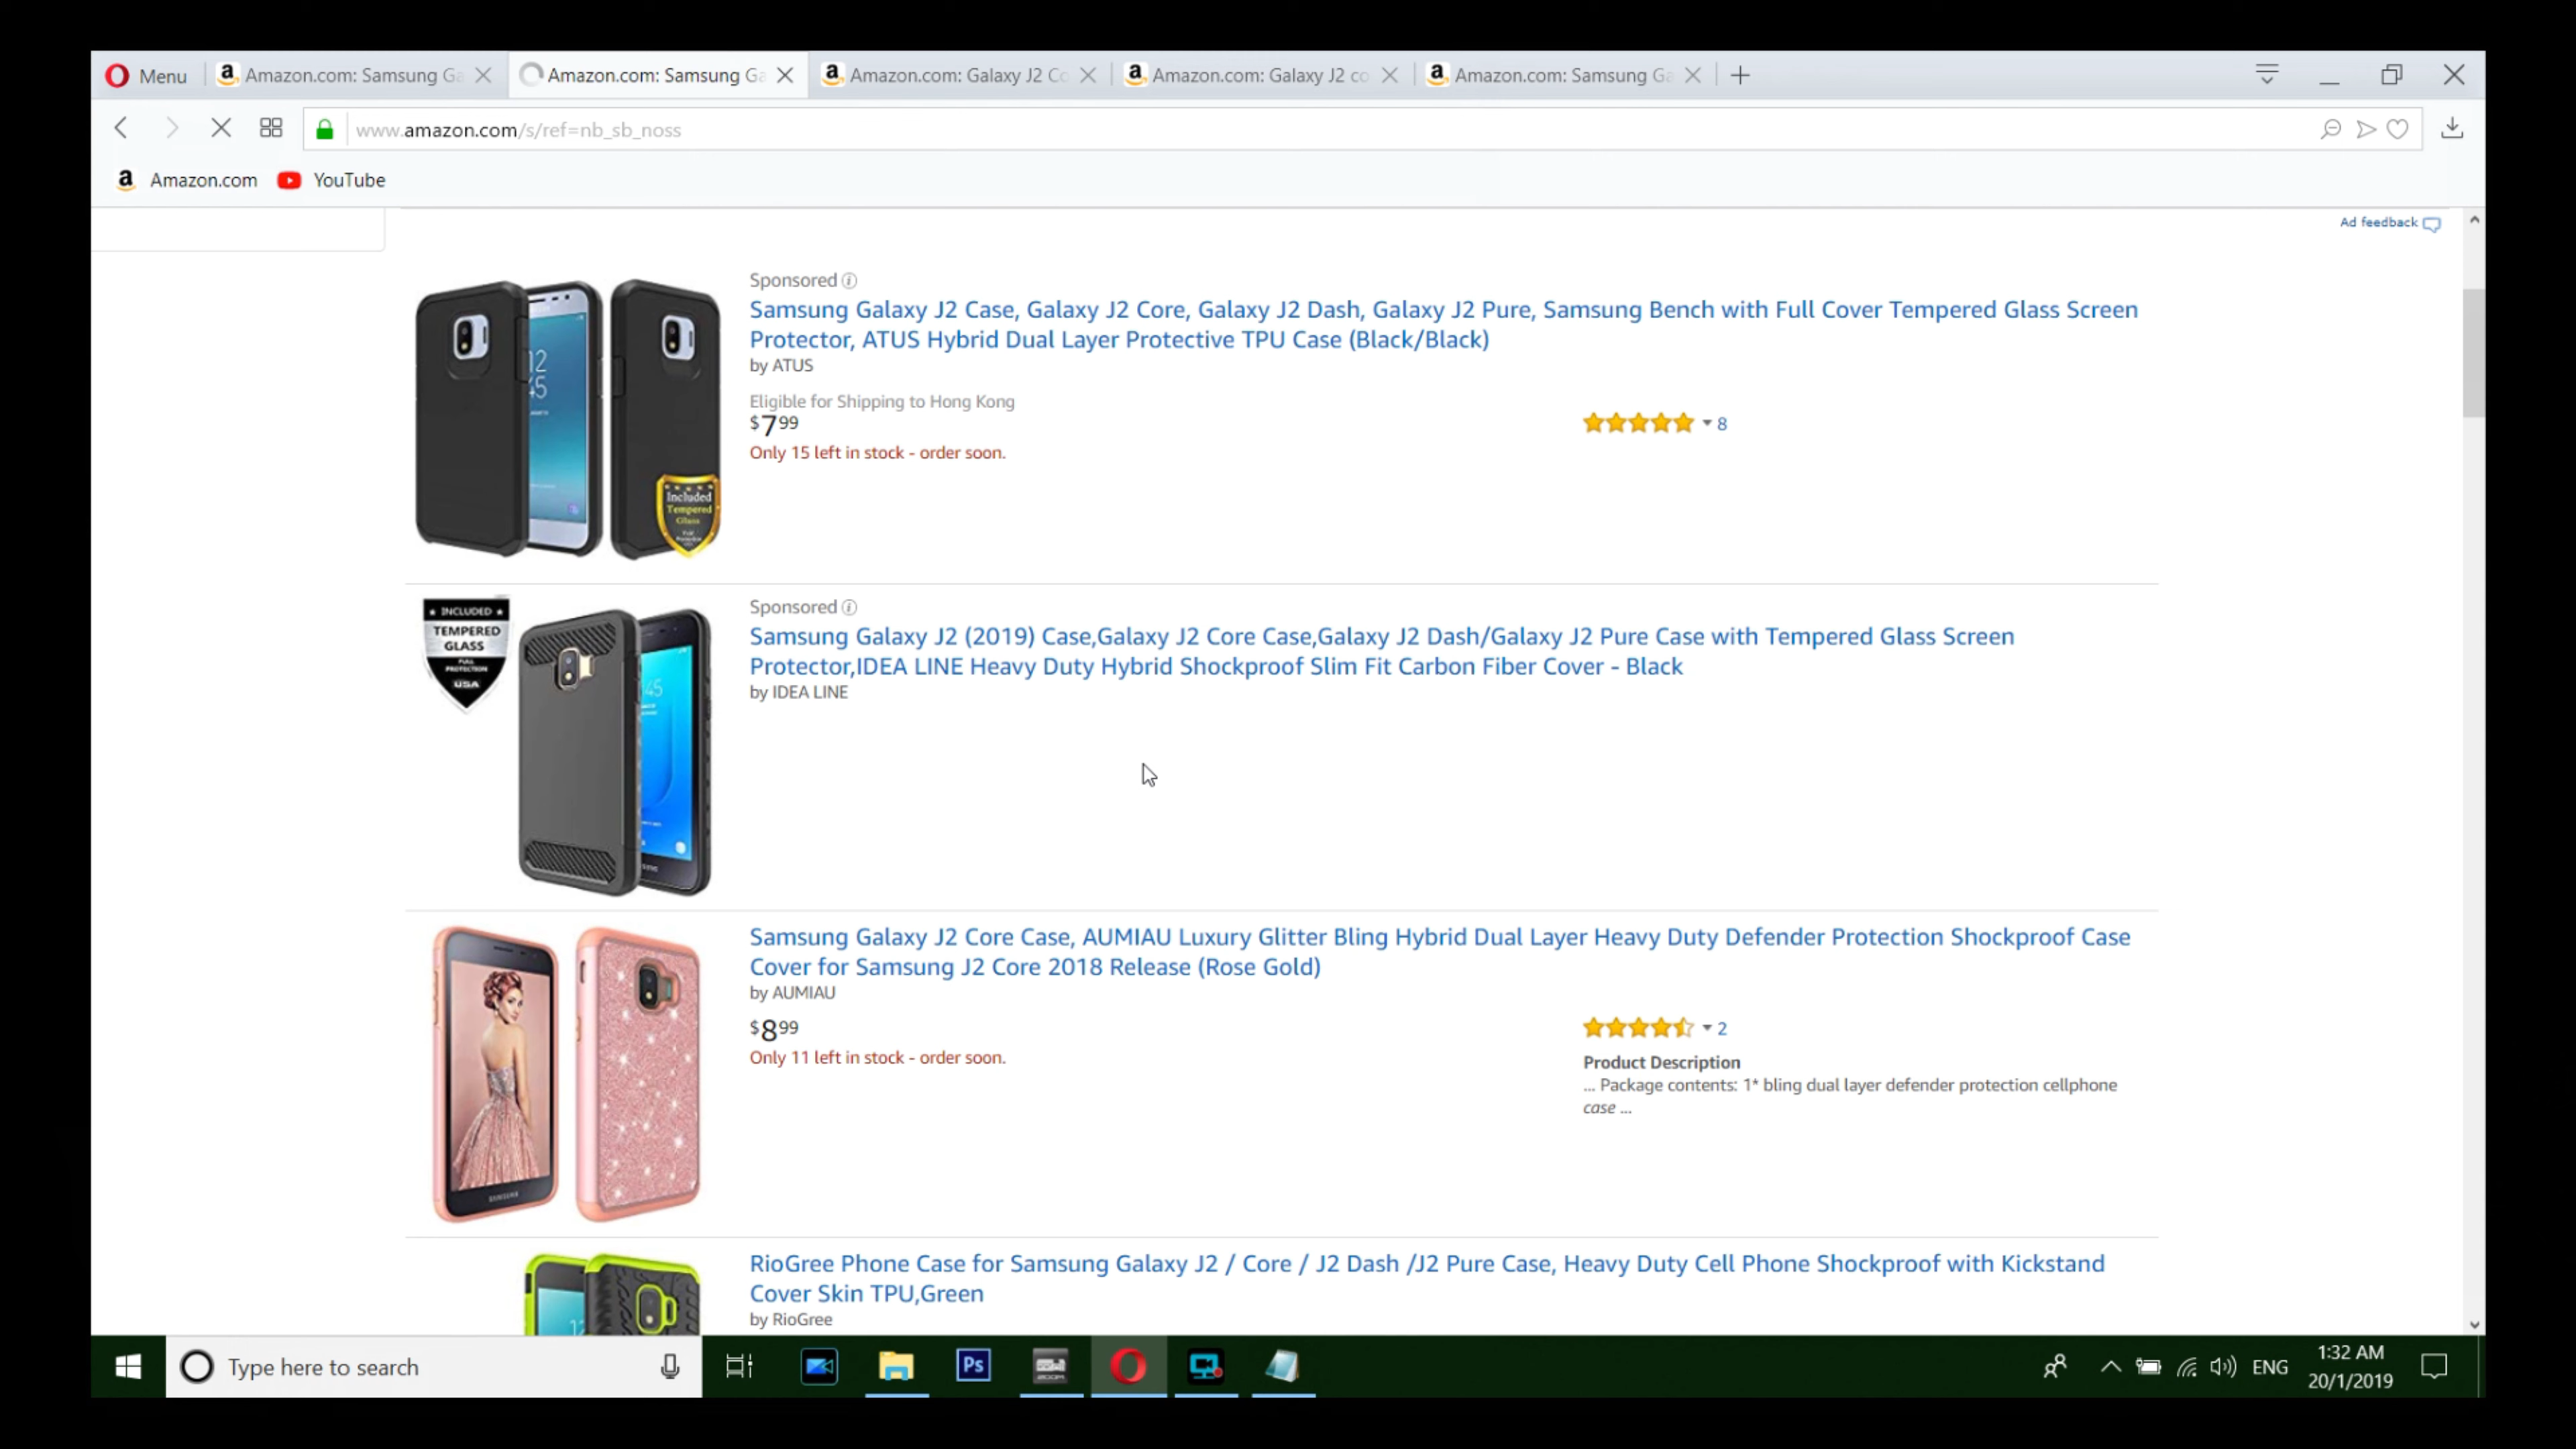 Menu
Amazon.com: Samsung Ga
Amazon.com: Samsung Ga
Amazon.com: Galaxy J2 Co
Amazon.com: Galaxy J2 co
Amazon.com: Samsung Ga
www.amazon.com/s/ref=nb_sb_noss
Amazon.com
YouTube
Ad feedback
Sponsored
Samsung Galaxy J2 Case, Galaxy J2 Core, Galaxy J2 Dash, Galaxy J2 Pure, Samsung Bench with Full Cover Tempered Glass Screen
Protector, ATUS Hybrid Dual Layer Protective TPU Case (Black/Black)
by ATUS
Eligible for Shipping to Hong Kong
$7 99
8
Only 15 left in stock - order soon.
12
45
Included
Tempered
Glass
INCLUDED
TEMPERED
GLASS
FULL
PROTECTION
USA
45
Sponsored
Samsung Galaxy J2 (2019) Case,Galaxy J2 Core Case,Galaxy J2 Dash/Galaxy J2 Pure Case with Tempered Glass Screen
Protector,IDEA LINE Heavy Duty Hybrid Shockproof Slim Fit Carbon Fiber Cover - Black
by IDEA LINE
Samsung Galaxy J2 Core Case, AUMIAU Luxury Glitter Bling Hybrid Dual Layer Heavy Duty Defender Protection Shockproof Case
Cover for Samsung J2 Core 2018 Release (Rose Gold)
by AUMIAU
$8 99
2
Only 11 left in stock - order soon.
Product Description
... Package contents: 1* bling dual layer defender protection cellphone
case ...
SAMSUNG
RioGree Phone Case for Samsung Galaxy J2 / Core / J2 Dash /J2 Pure Case, Heavy Duty Cell Phone Shockproof with Kickstand
Cover Skin TPU,Green
by RioGree
12
Type here to search
Ps
ZOOM
ENG
1:32 AM
20/1/2019